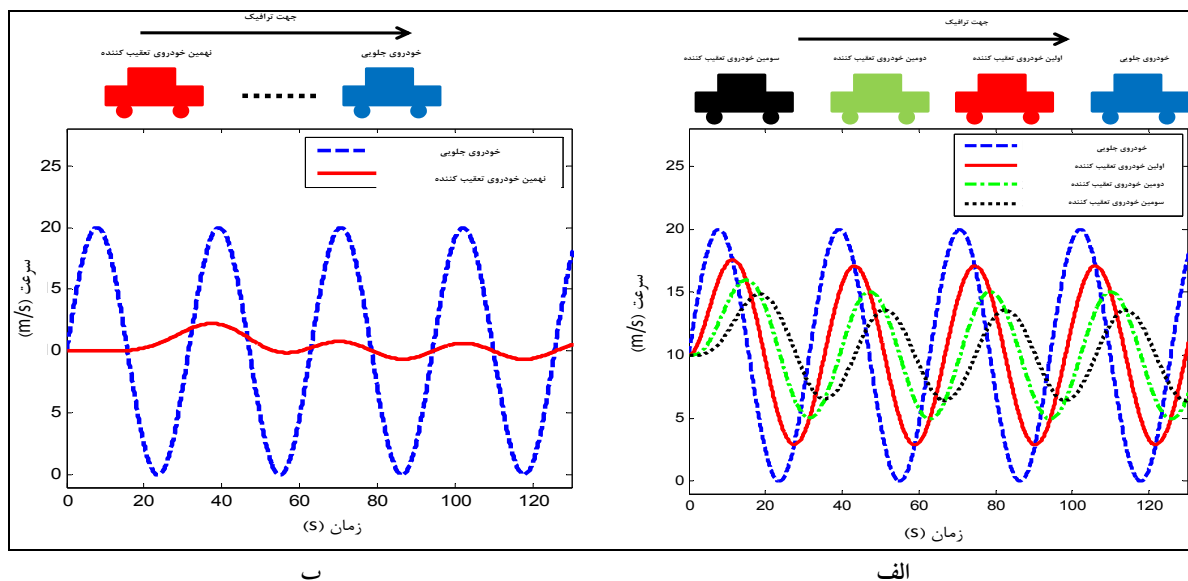 جهت ترافیک
سومین خودروی تعقیب کننده
دومین خودروی تعقیب کننده
اولین خودروی تعقیب کننده
خودروی جلویی
خودروی جلویی
اولین خودروی تعقیب کننده
دومین خودروی تعقیب کننده
سومین خودروی تعقیب کننده
25
20
15
10
5
0
سرعت (m/s)
0 20 40 60 80 100 120
زمان (s)
الف
جهت ترافیک
نهمین خودروی تعقیب کننده
خودروی جلویی
خودروی جلویی
نهمین خودروی تعقیب کننده
25
20
15
0
5
0
سرعت (m/s)
0 20 40 60 80 100 120
زمان (s)
ب